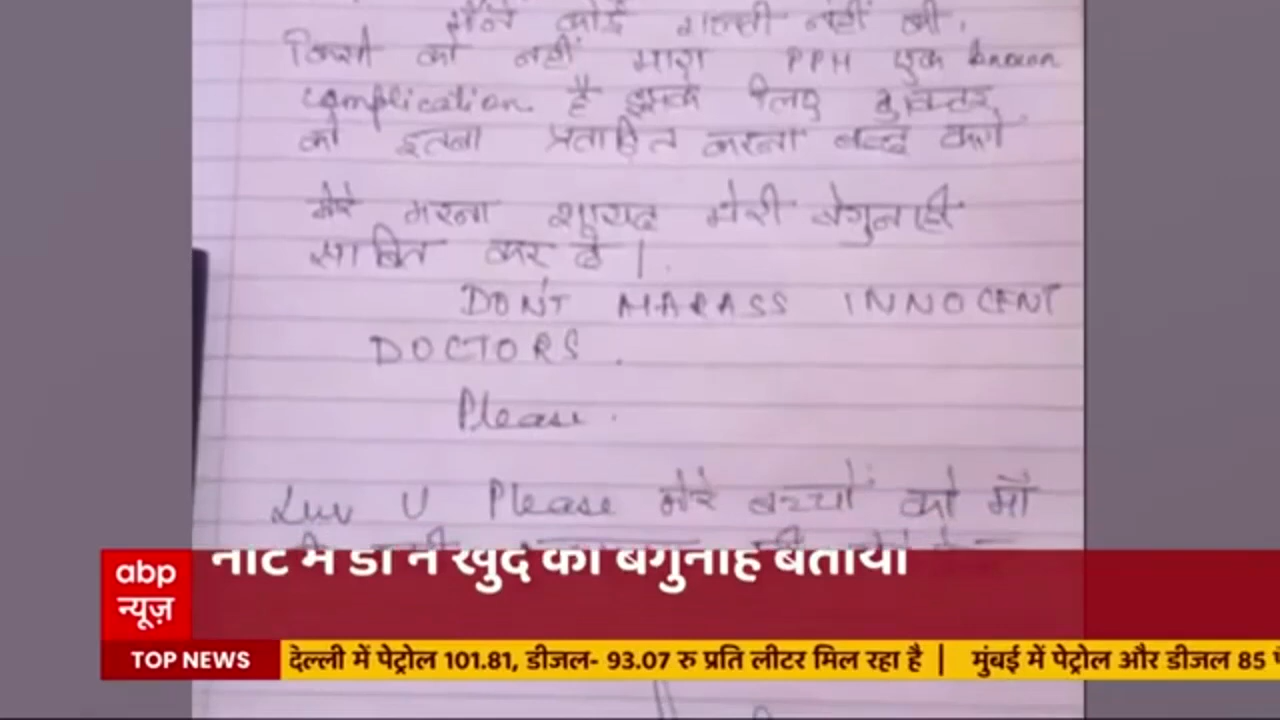 मैंने कोई गलती नहीं की,
किसी को नहीं मारा PPH एक known
complication है इसके लिए डॉक्टर
को इतना प्रताड़ित करना बन्द करो
मेरा मरना शायद मेरी बेगुनाही
साबित कर दे।
DON'T HARASS INNOCENT
DOCTORS.
Please.
Luv U Please मेरे बच्चों को माँ
नोट में डॉ ने खुद को बेगुनाह बताया
abp
न्यूज़
TOP NEWS
देल्ली में पेट्रोल 101.81, डीजल- 93.07 रु प्रति लीटर मिल रहा है | मुंबई में पेट्रोल और डीजल 85